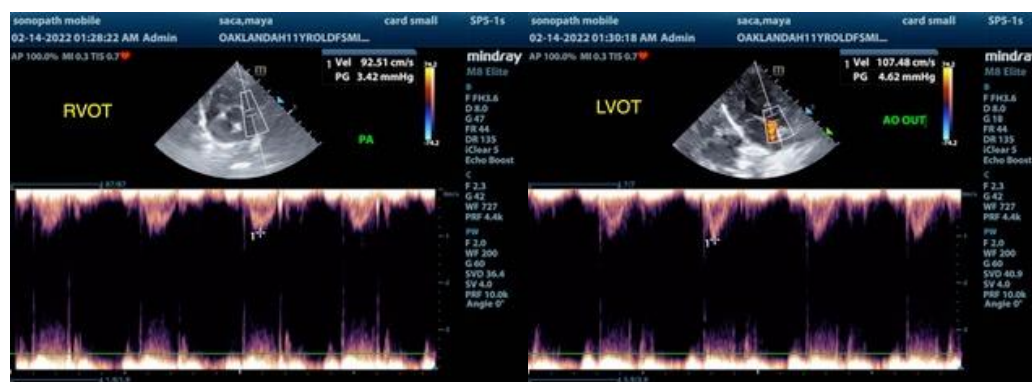 sonopath mobile saca,maya card small SP5-1s
02-14-2022 01:28:22 AM Admin OAKLANDAH11YROLDFSMI...
AP 100.0% MI 0.3 TIS 0.7
1 Vel 92.51 cm/s
PG 3.42 mmHg
mindray
M8 Elite
RVOT
PA
B
F FH3.6
D 8.0
G 47
FR 44
DR 135
iClear 5
Echo Boost
C
F 2.3
G 42
WF 727
PRF 4.4k
PW
F 2.0
WF 200
G 60
SVD 36.4
SV 4.0
PRF 10.0k
Angle 0°
1
sonopath mobile saca,maya card small SP5-1s
02-14-2022 01:30:18 AM Admin OAKLANDAH11YROLDFSMI...
AP 100.0% MI 0.3 TIS 0.7
1 Vel 107.48 cm/s
PG 4.62 mmHg
74.2
mindra
M8 Elite
LVOT
AO OUT
B
F FH3.6
D 8.0
G 18
FR 44
DR 135
iClear 5
Echo Boost
C
F 2.3
G 42
WF 727
PRF 4.4k
PW
F 2.0
WF 200
G 60
SVD 40.9
SV 4.0
PRF 10.0k
Angle 0°
1